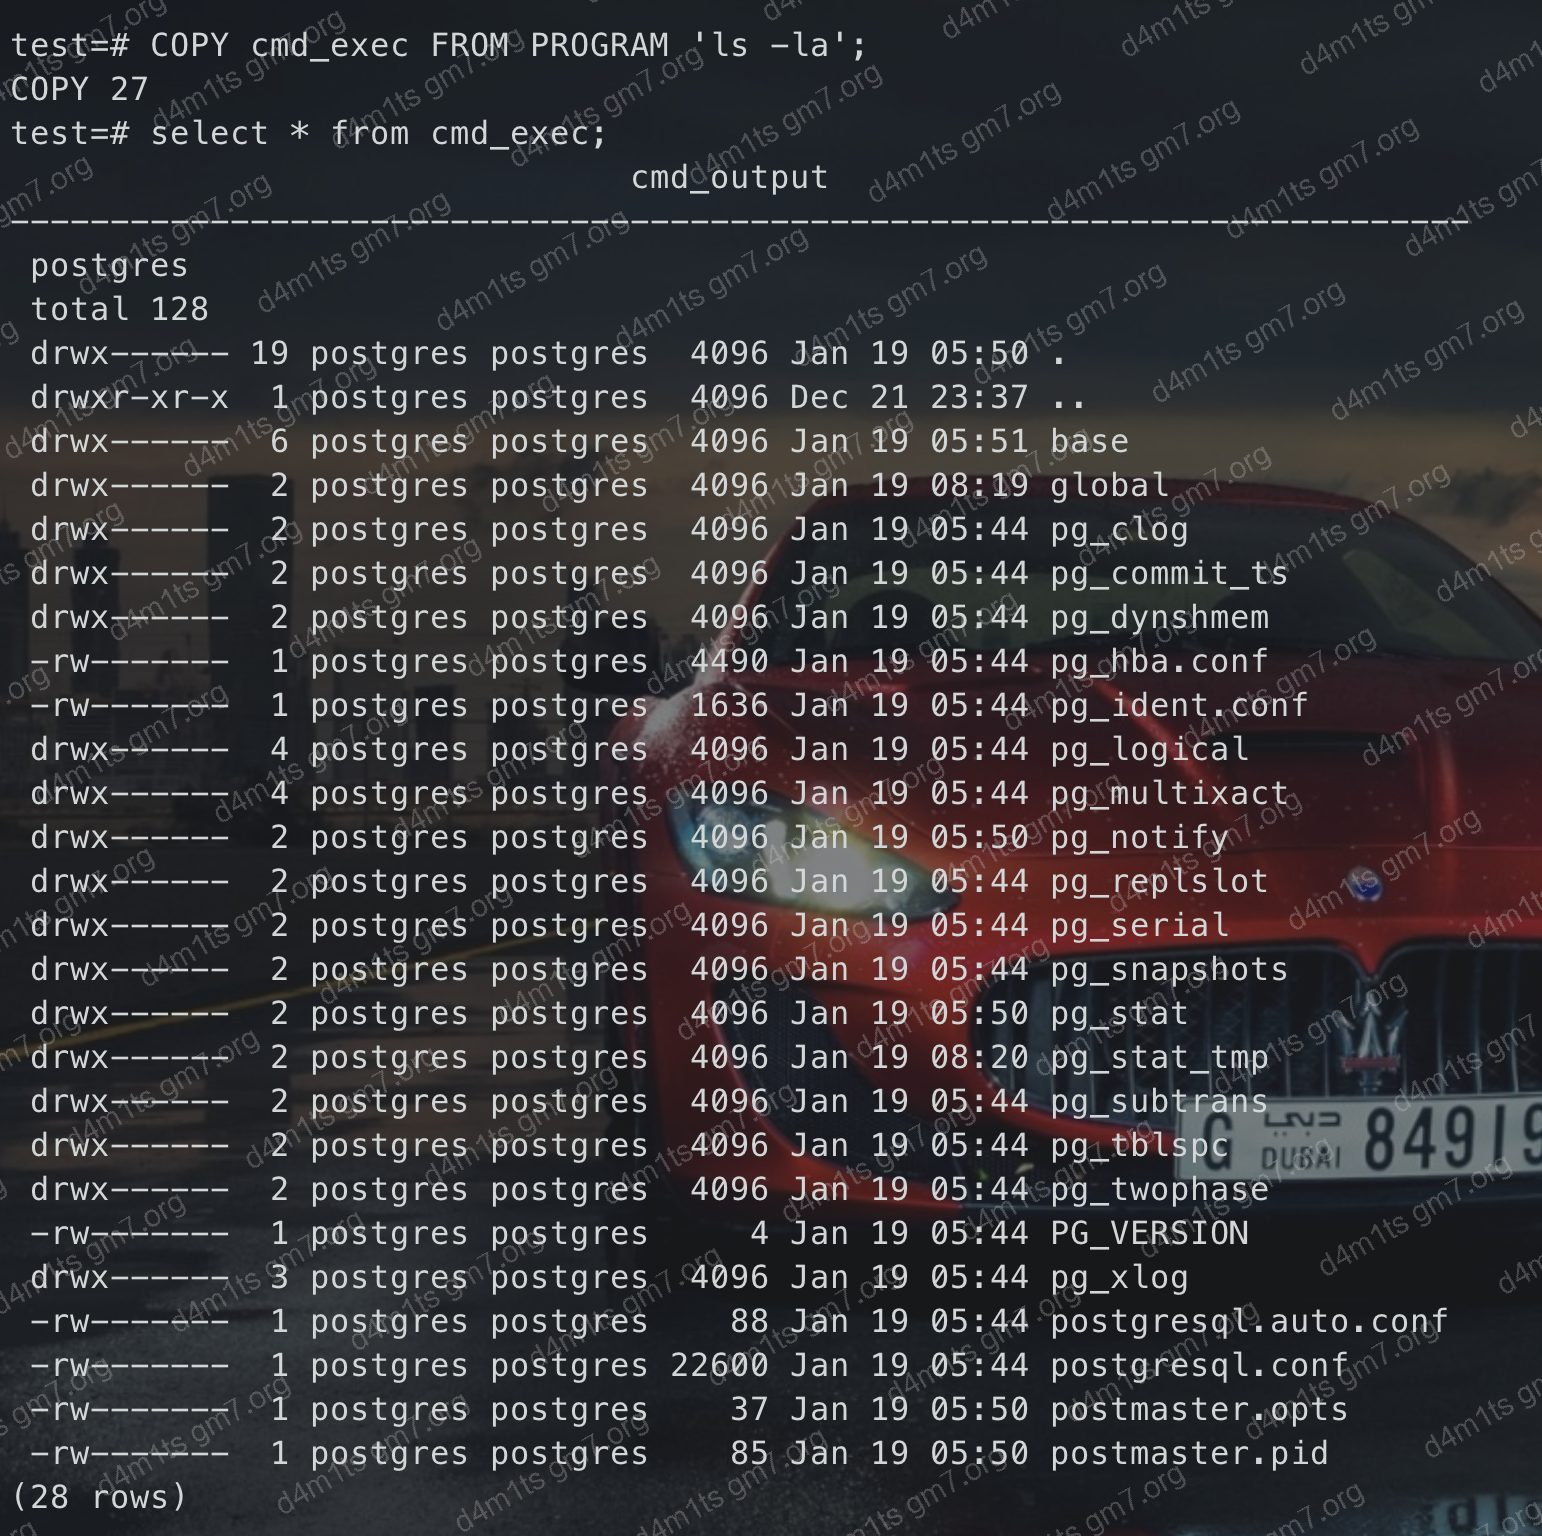 test=# COPY cmd_exec FROM PROGRAM 'ls -la';
COPY 27
test=# select * from cmd_exec;
                               cmd_output
-------------------------------------------------------------------------
 postgres
 total 128
 drwx------ 19 postgres postgres  4096 Jan 19 05:50 .
 drwxr-xr-x  1 postgres postgres  4096 Dec 21 23:37 ..
 drwx------  6 postgres postgres  4096 Jan 19 05:51 base
 drwx------  2 postgres postgres  4096 Jan 19 08:19 global
 drwx------  2 postgres postgres  4096 Jan 19 05:44 pg_clog
 drwx------  2 postgres postgres  4096 Jan 19 05:44 pg_commit_ts
 drwx------  2 postgres postgres  4096 Jan 19 05:44 pg_dynshmem
 -rw-------  1 postgres postgres  4490 Jan 19 05:44 pg_hba.conf
 -rw-------  1 postgres postgres  1636 Jan 19 05:44 pg_ident.conf
 drwx------  4 postgres postgres  4096 Jan 19 05:44 pg_logical
 drwx------  4 postgres postgres  4096 Jan 19 05:44 pg_multixact
 drwx------  2 postgres postgres  4096 Jan 19 05:50 pg_notify
 drwx------  2 postgres postgres  4096 Jan 19 05:44 pg_replslot
 drwx------  2 postgres postgres  4096 Jan 19 05:44 pg_serial
 drwx------  2 postgres postgres  4096 Jan 19 05:44 pg_snapshots
 drwx------  2 postgres postgres  4096 Jan 19 05:50 pg_stat
 drwx------  2 postgres postgres  4096 Jan 19 08:20 pg_stat_tmp
 drwx------  2 postgres postgres  4096 Jan 19 05:44 pg_subtrans
 drwx------  2 postgres postgres  4096 Jan 19 05:44 pg_tblspc
 drwx------  2 postgres postgres  4096 Jan 19 05:44 pg_twophase
 -rw-------  1 postgres postgres     4 Jan 19 05:44 PG_VERSION
 drwx------  3 postgres postgres  4096 Jan 19 05:44 pg_xlog
 -rw-------  1 postgres postgres    88 Jan 19 05:44 postgresql.auto.conf
 -rw-------  1 postgres postgres 22600 Jan 19 05:44 postgresql.conf
 -rw-------  1 postgres postgres    37 Jan 19 05:50 postmaster.opts
 -rw-------  1 postgres postgres    85 Jan 19 05:50 postmaster.pid
(28 rows)
G دبي DUBAI 84919
d4m1ts gm7.org